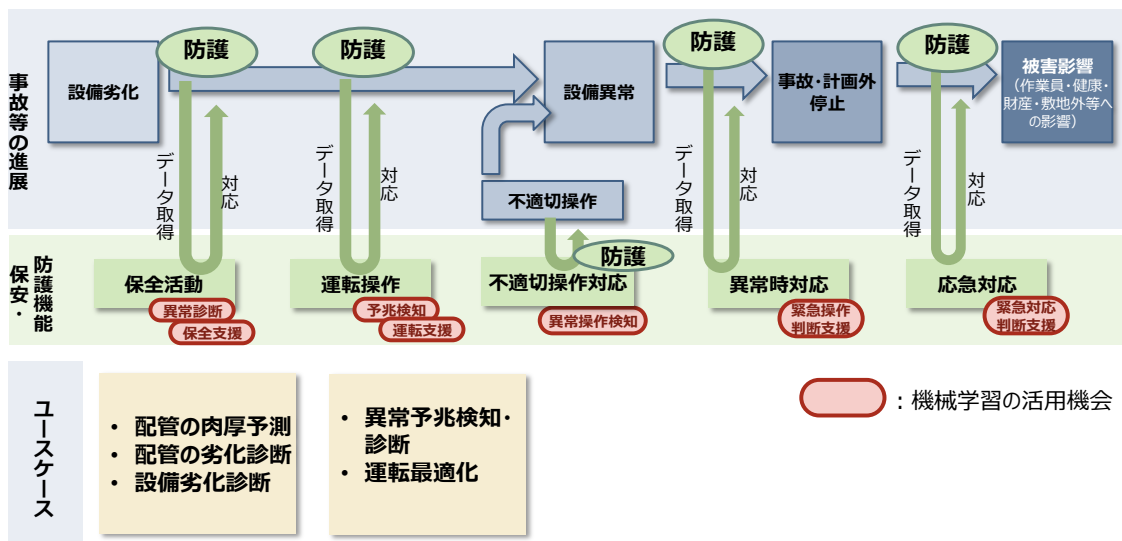 事故等の進展
設備劣化
防護
防護
設備異常
防護
事故・計画外
停止
防護
被害影響
(作業員・健康・
財産・敷地外等へ
の影響)
データ取得
対応
データ取得
対応
不適切操作
データ取得
対応
データ取得
対応
保安・
防護機能
保全活動
異常診断
保全支援
運転操作
予兆検知
運転支援
防護
不適切操作対応
異常操作検知
異常時対応
緊急操作
判断支援
応急対応
緊急対応
判断支援
ユースケース
• 配管の肉厚予測
• 配管の劣化診断
• 設備劣化診断
• 異常予兆検知・
診断
• 運転最適化
:機械学習の活用機会